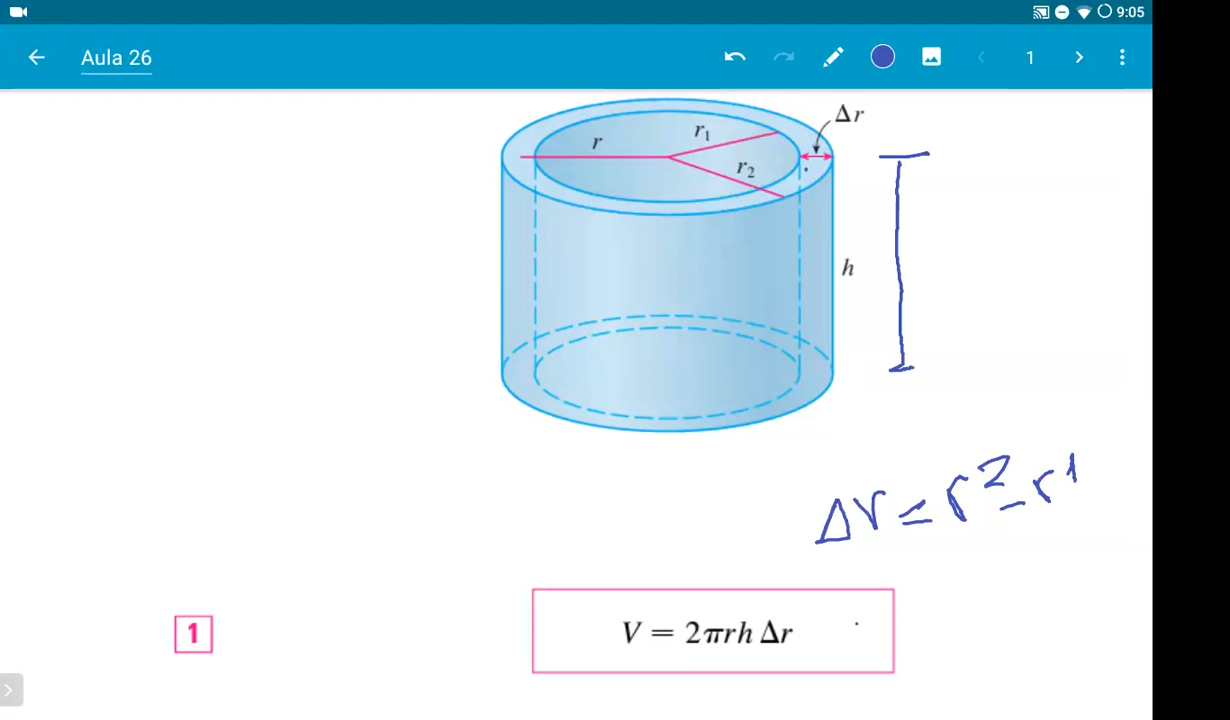 9:05
Aula 26
1
Δr
r
r₁
r₂
h
Δr = r2 - r1
1
V = 2πrh Δr